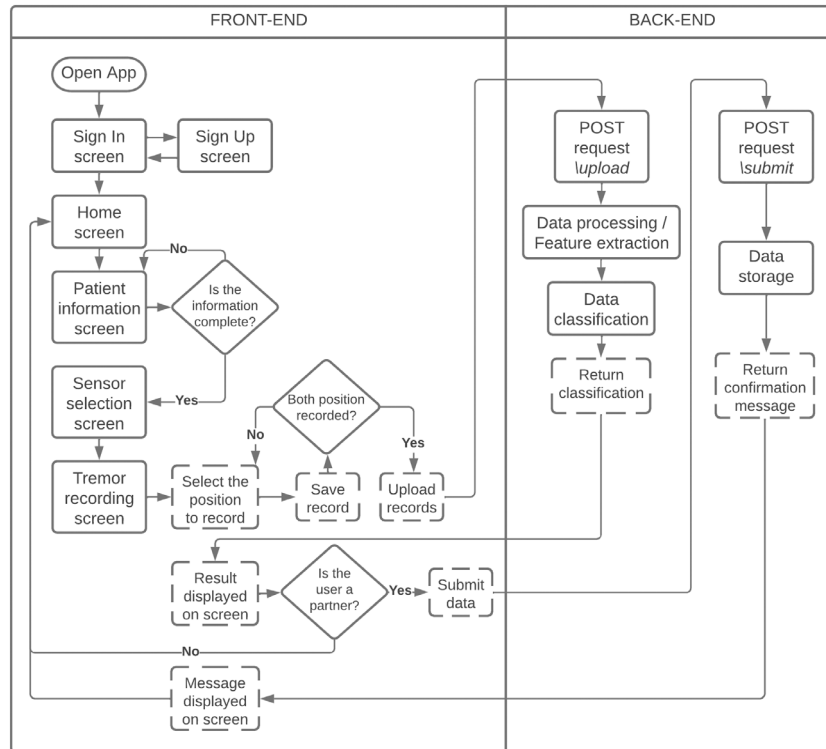 FRONT-END
BACK-END
Open App
Sign In
screen
Sign Up
screen
Home
screen
No
Patient
information
screen
Is the
information
complete?
Yes
Sensor
selection
screen
Both position
recorded?
No
Yes
Tremor
recording
screen
Select the
position
to record
Save
record
Upload
records
POST
request
\upload
Data processing /
Feature extraction
Data
classification
Return
classification
Result
displayed
on screen
Is the
user a
partner?
Yes
Submit
data
No
POST
request
\submit
Data
storage
Return
confirmation
message
Message
displayed
on screen